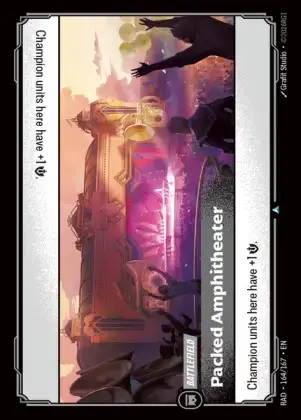 Champion units here have +1.
BATTLEFIELD
Packed Amphitheater
Champion units here have +1.
RAD • 164/167 • EN
Grafit Studio • ©2026RGI